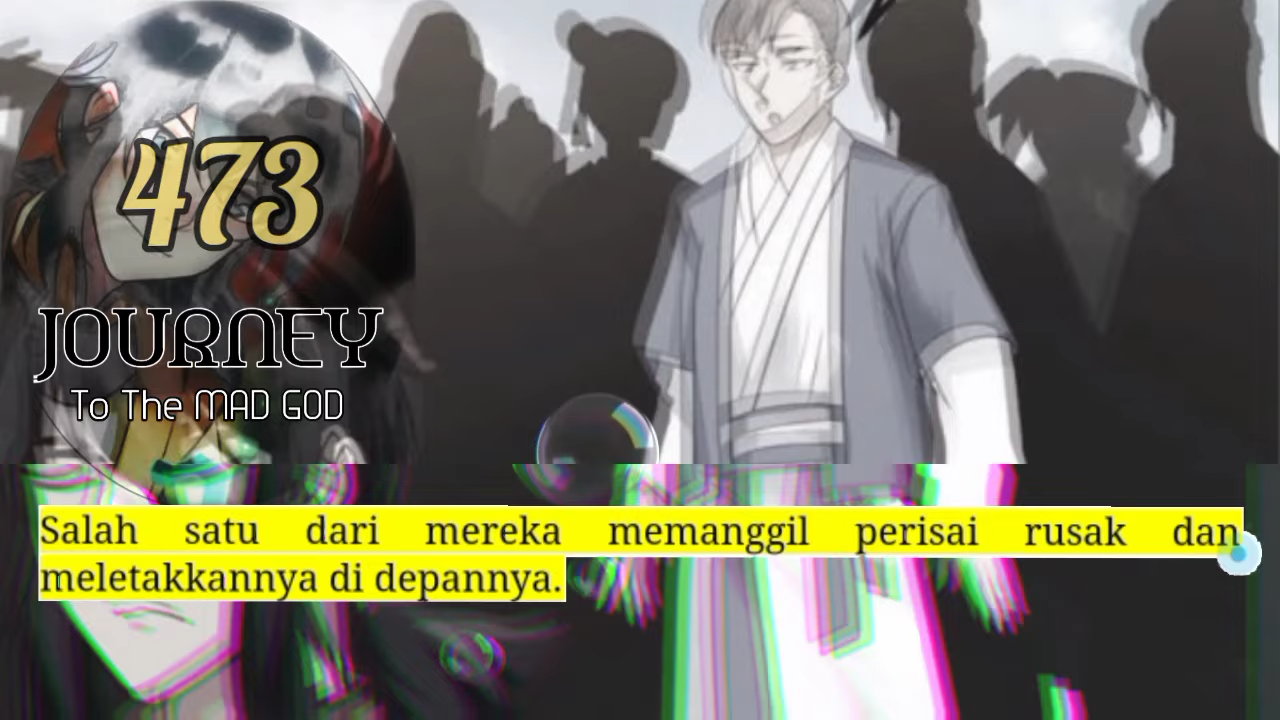 473
JOURNEY
To The MAD GOD
Salah satu dari mereka memanggil perisai rusak dan
meletakkannya di depannya.